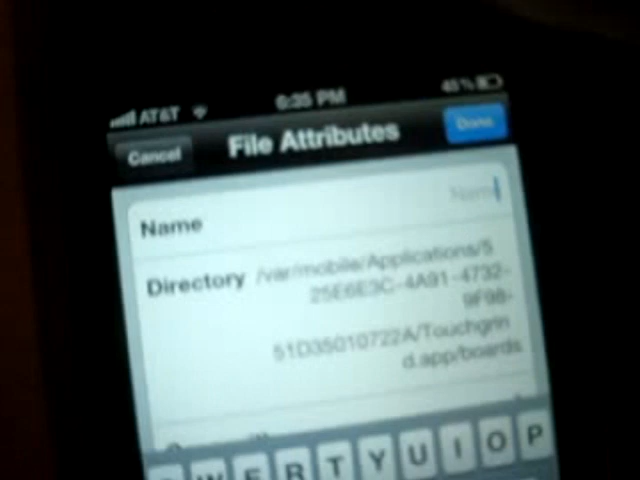 AT&T 6:35 PM 45%
Cancel File Attributes Done
Name Name
Directory /var/mobile/Applications/5
25E6E3C-4A91-4732-
9F98-
51D35010722A/Touchgrin
d.app/boards
W E R T Y U I O P